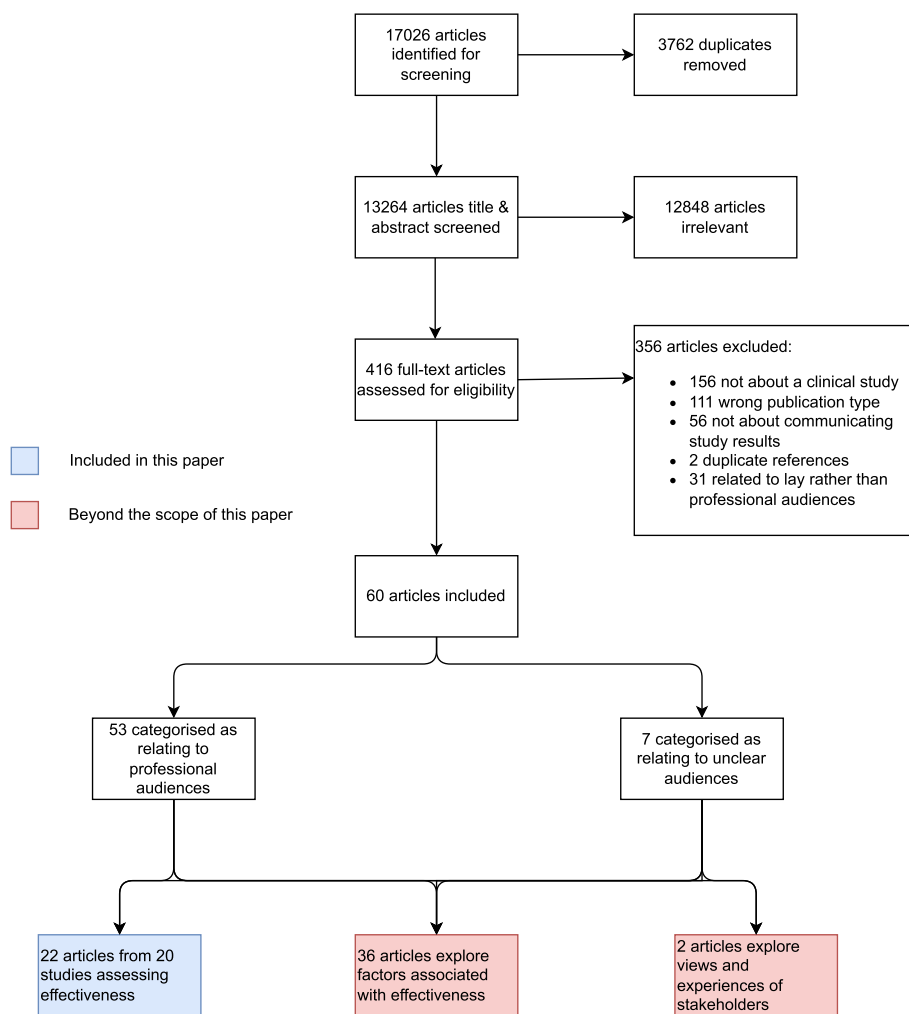 17026 articles
identified for
screening
3762 duplicates
removed
13264 articles title &
abstract screened
12848 articles
irrelevant
416 full-text articles
assessed for eligibility
356 articles excluded:
• 156 not about a clinical study
• 111 wrong publication type
• 56 not about communicating
study results
• 2 duplicate references
• 31 related to lay rather than
professional audiences
Included in this paper
Beyond the scope of this paper
60 articles included
53 categorised as
relating to
professional
audiences
7 categorised as
relating to unclear
audiences
22 articles from 20
studies assessing
effectiveness
36 articles explore
factors associated
with effectiveness
2 articles explore
views and
experiences of
stakeholders